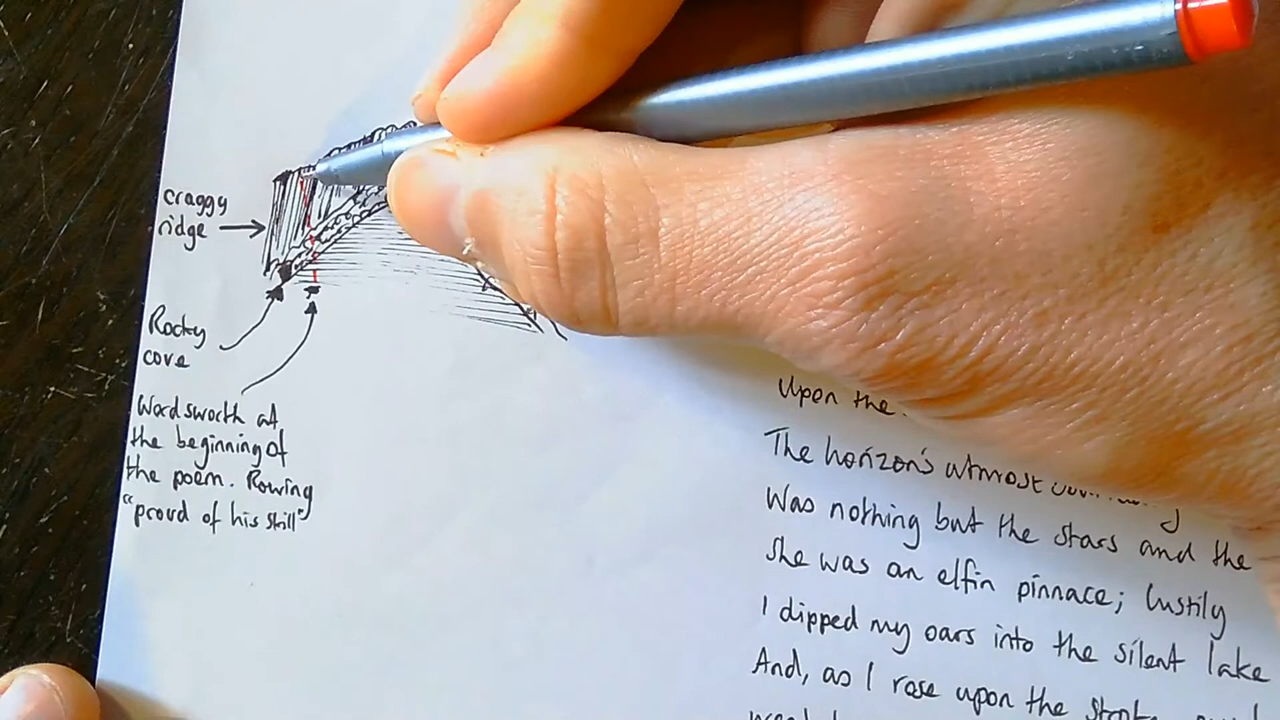 craggy
ridge
Rocky
cove
Wordsworth at
the beginning of
the poem. Rowing
"proud of his skill"
Upon the
The horizon's utmost
Was nothing but the stars and the
She was an elfin pinnace; lustily
I dipped my oars into the silent lake
And, as I rose upon the